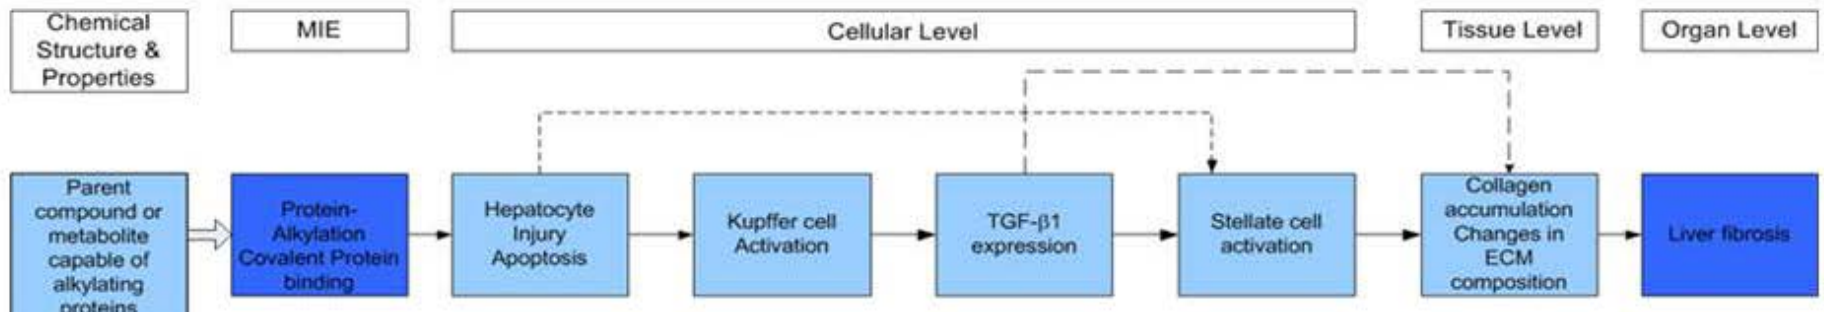 Chemical
Structure &
Properties
MIE
Cellular Level
Tissue Level
Organ Level
Parent
compound or
metabolite
capable of
alkylating
proteins
Protein-
Alkylation
Covalent Protein
binding
Hepatocyte
Injury
Apoptosis
Kupffer cell
Activation
TGF-β1
expression
Stellate cell
activation
Collagen
accumulation
Changes in
ECM
composition
Liver fibrosis